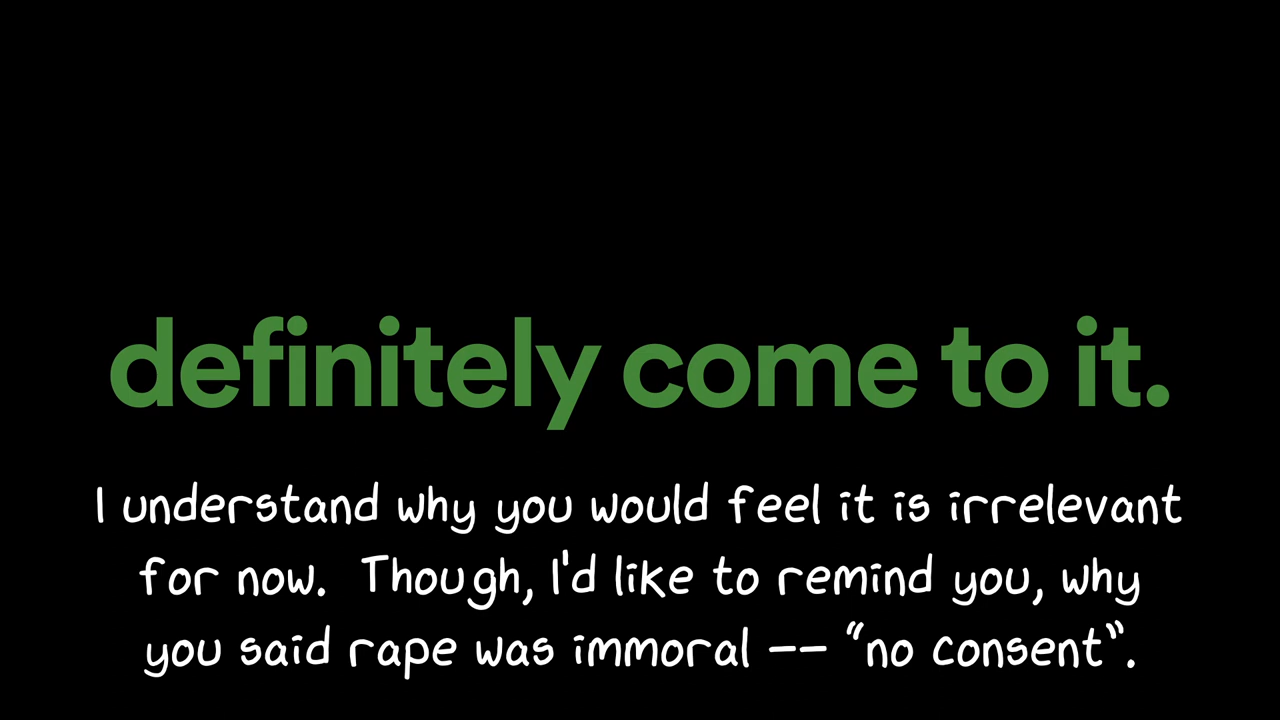 definitely come to it.
I understand why you would feel it is irrelevant
for now.  Though, I'd like to remind you, why
you said rape was immoral -- “no consent”.